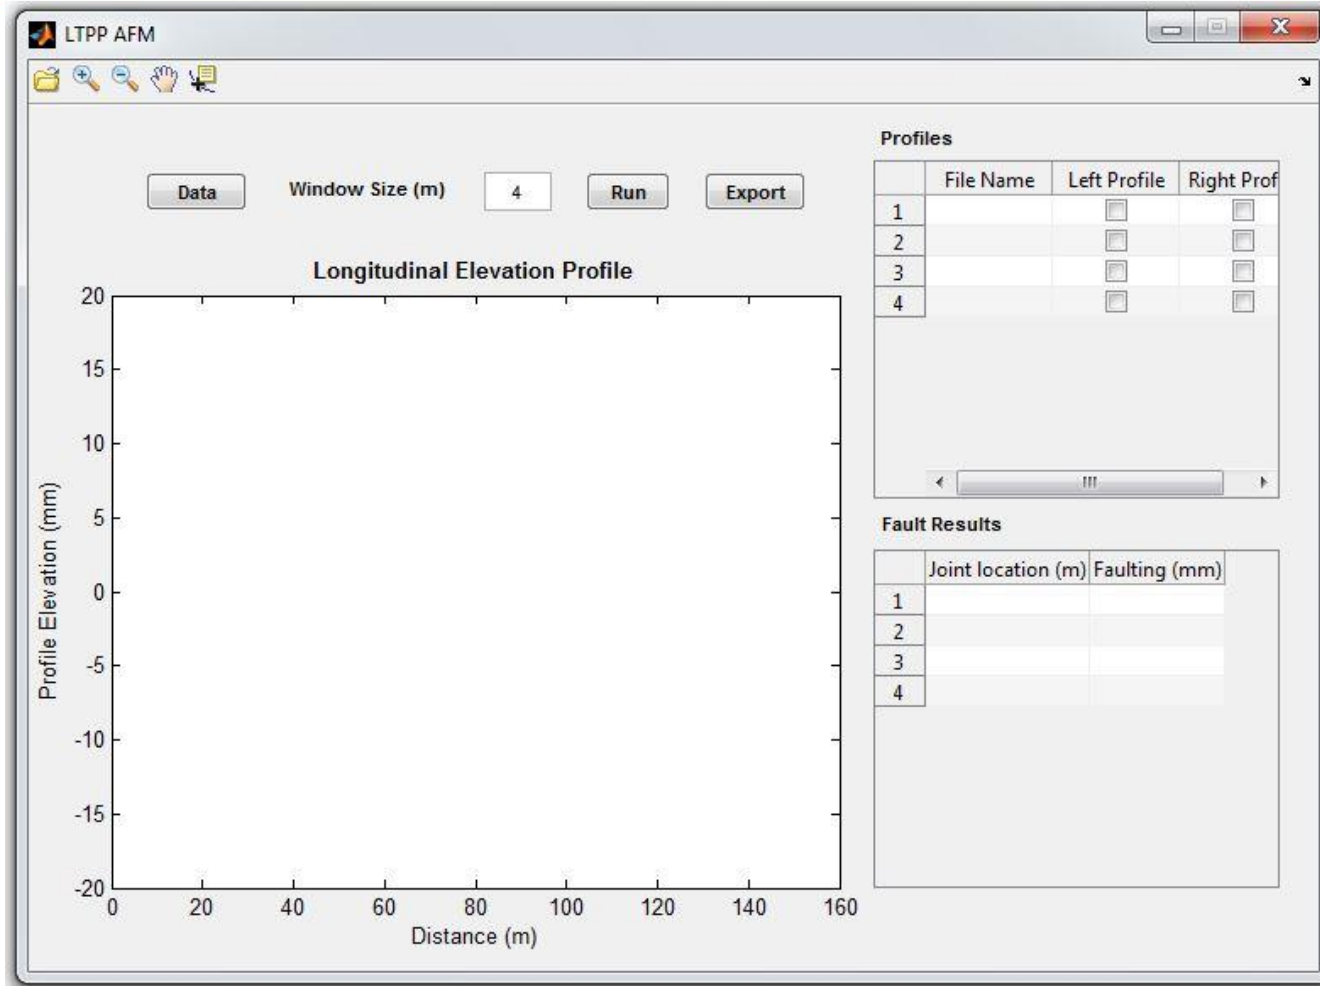 LTPP AFM
Data Window Size (m) 4 Run Export
Longitudinal Elevation Profile
20
15
10
5
0
-5
-10
-15
-20
Profile Elevation (mm)
0 20 40 60 80 100 120 140 160
Distance (m)
Profiles
File Name Left Profile Right Prof
1
2
3
4
Fault Results
Joint location (m) Faulting (mm)
1
2
3
4